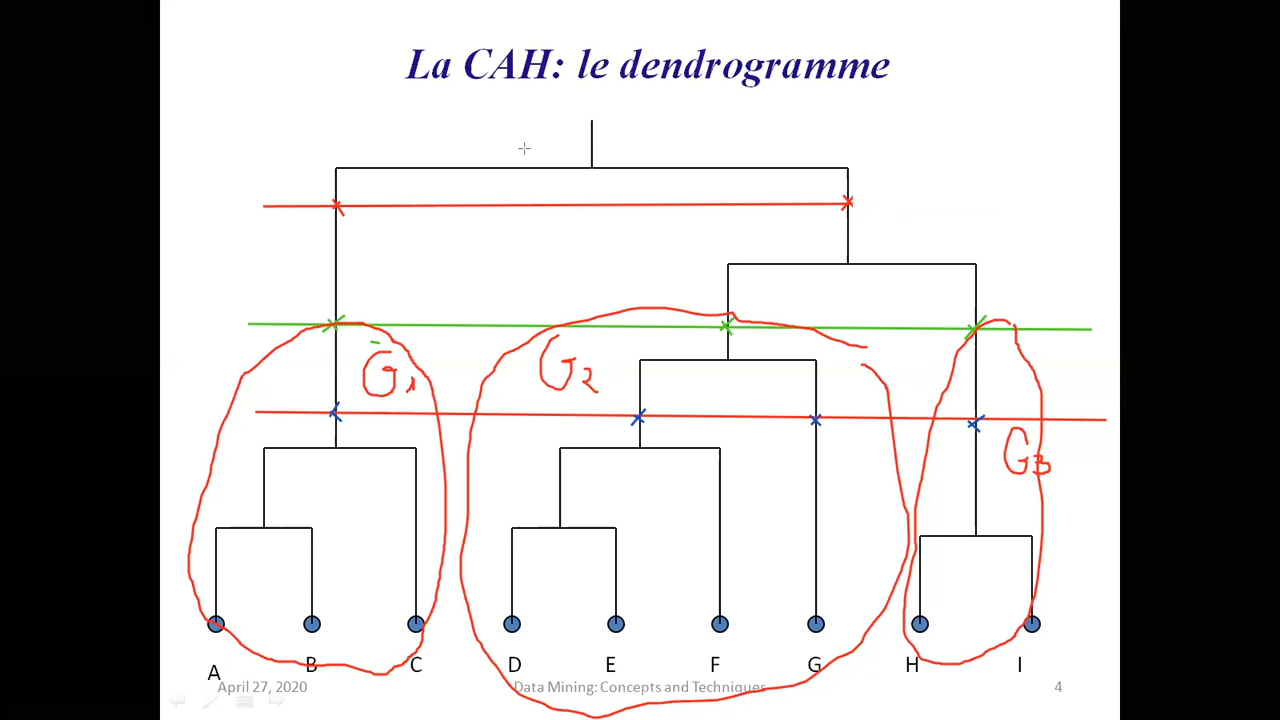 La CAH: le dendrogramme
G1
G2
G3
A B C D E F G H I
April 27, 2020 Data Mining: Concepts and Techniques 4